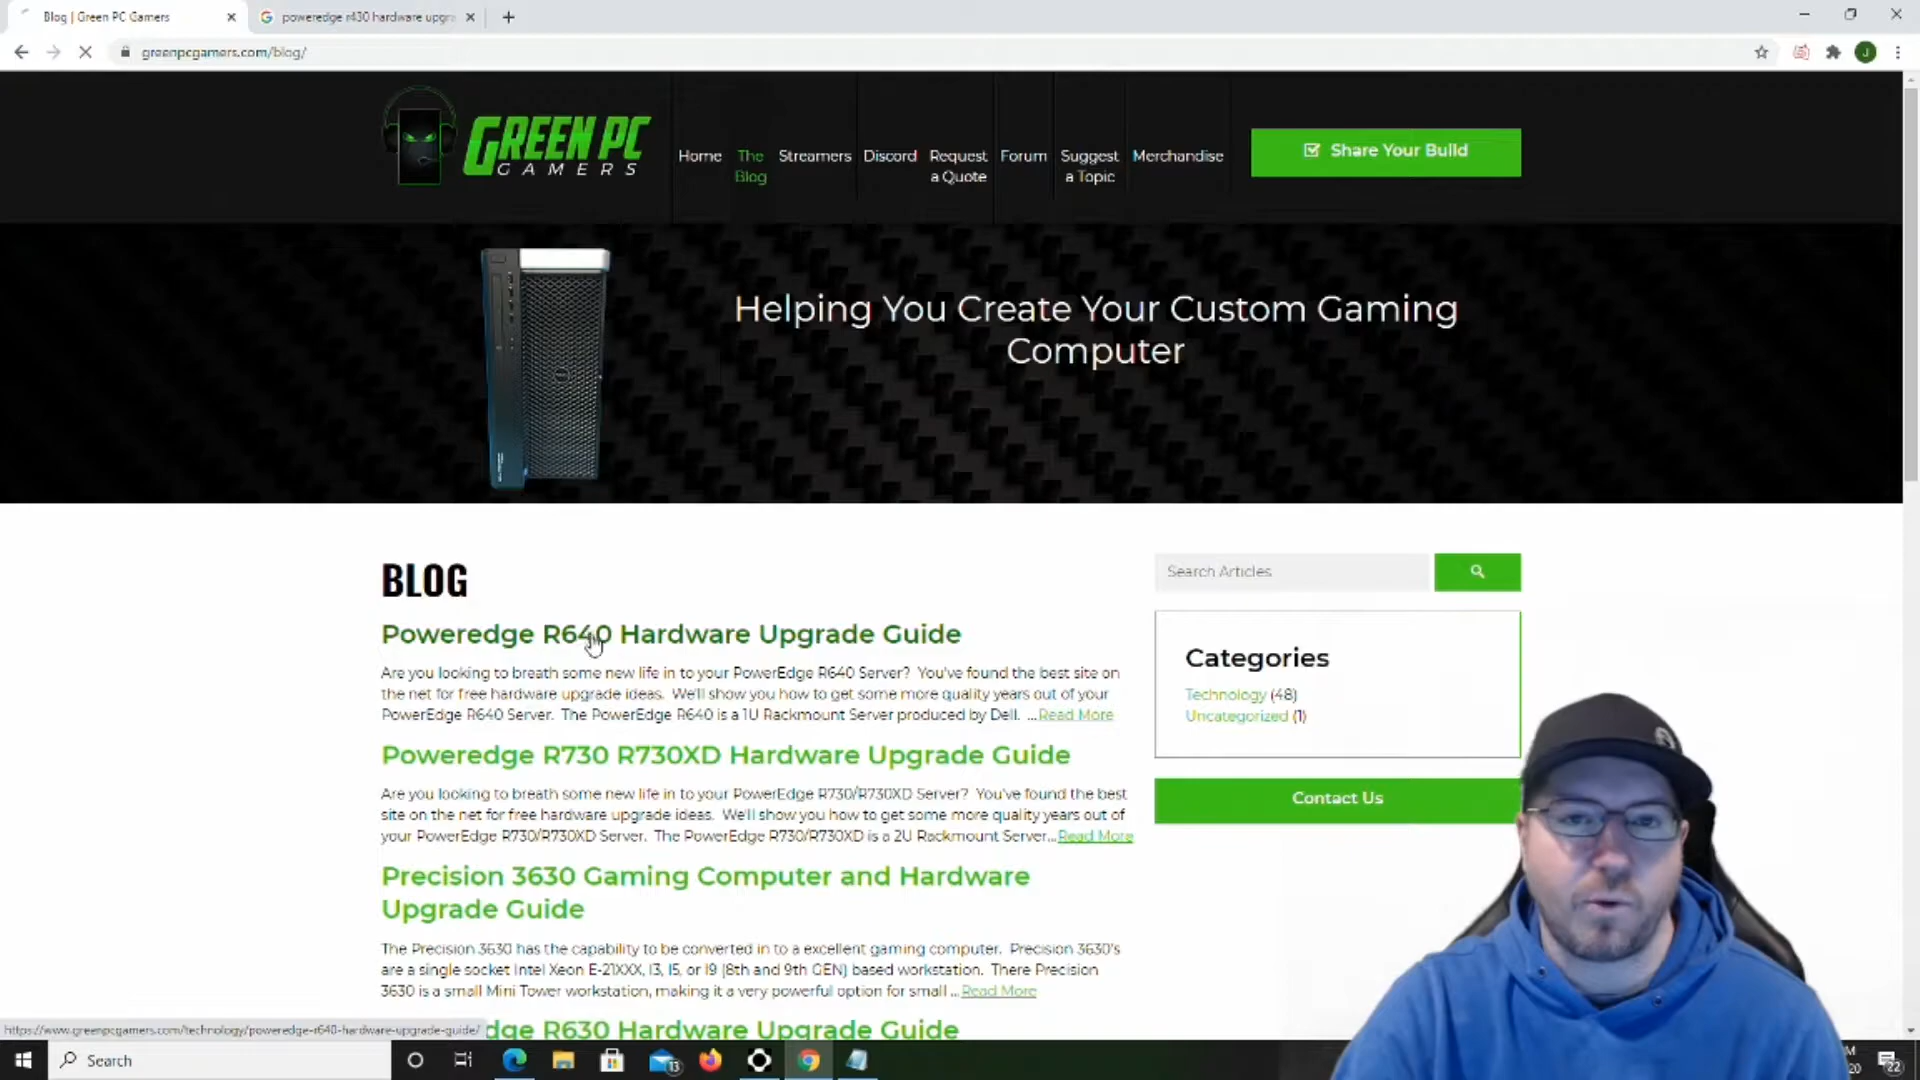 Blog | Green PC Gamers
poweredge r430 hardware upgra
greenpcgamers.com/blog/
J
GREEN PC
GAMERS
Home
The
Blog
Streamers
Discord
Request
a Quote
Forum
Suggest
a Topic
Merchandise
Share Your Build
Helping You Create Your Custom Gaming
Computer
BLOG
Poweredge R640 Hardware Upgrade Guide
Are you looking to breath some new life in to your PowerEdge R640 Server? You've found the best site on
the net for free hardware upgrade ideas. We'll show you how to get some more quality years out of your
PowerEdge R640 Server. The PowerEdge R640 is a 1U Rackmount Server produced by Dell. ...Read More
Poweredge R730 R730XD Hardware Upgrade Guide
Are you looking to breath some new life in to your PowerEdge R730/R730XD Server? You've found the best
site on the net for free hardware upgrade ideas. We'll show you how to get some more quality years out of
your PowerEdge R730/R730XD Server. The PowerEdge R730/R730XD is a 2U Rackmount Server...Read More
Precision 3630 Gaming Computer and Hardware
Upgrade Guide
The Precision 3630 has the capability to be converted in to a excellent gaming computer. Precision 3630's
are a single socket Intel Xeon E-21XXX, I3, I5, or I9 (8th and 9th GEN) based workstation. There Precision
3630 is a small Mini Tower workstation, making it a very powerful option for small ...Read More
dge R630 Hardware Upgrade Guide
Search Articles
Categories
Technology (48)
Uncategorized (1)
Contact Us
https://www.greenpcgamers.com/technology/poweredge-r640-hardware-upgrade-guide/
Search
13
M
20
22